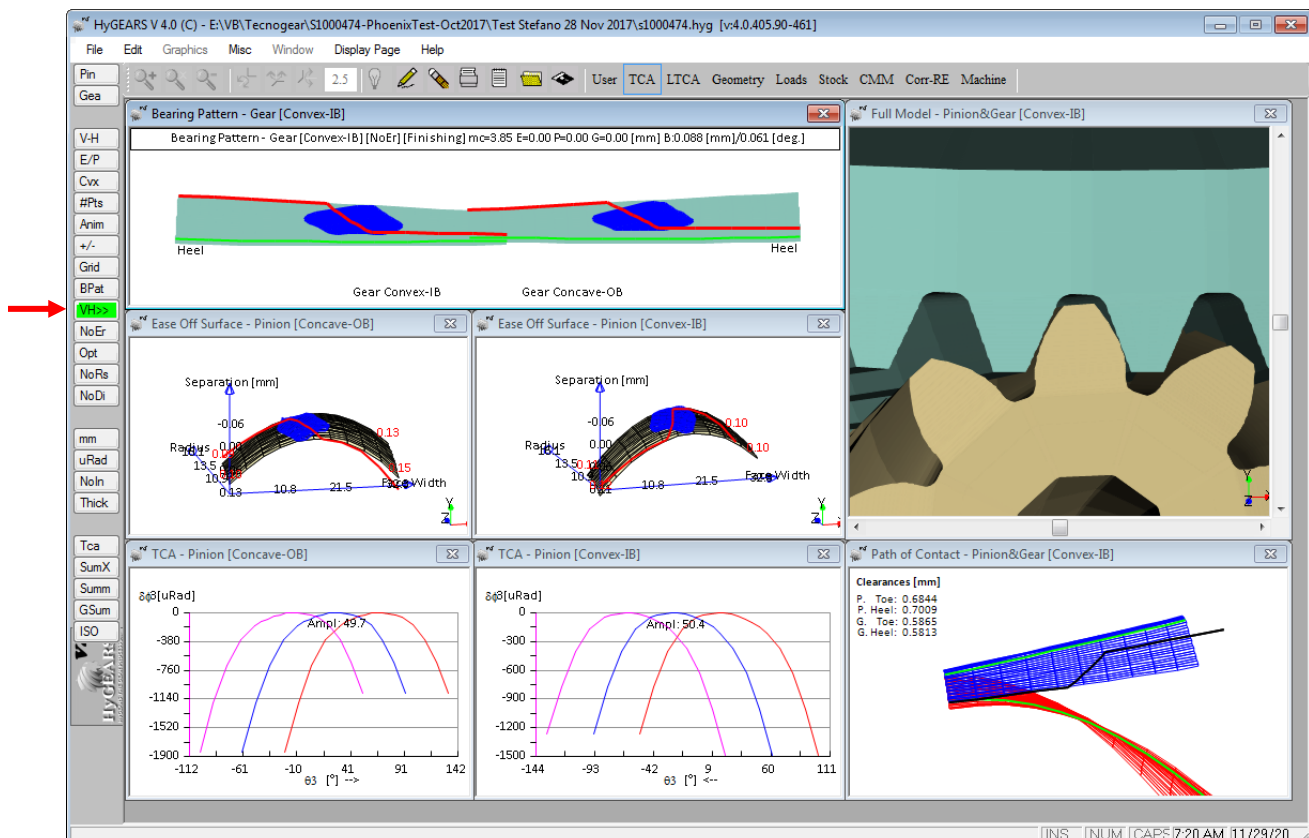 HyGEARS V 4.0 (C) - E:\VB\Tecnogear\S1000474-PhoenixTest-Oct2017\Test Stefano 28 Nov 2017\s1000474.hyg [v:4.0.405.90-461]
File Edit Graphics Misc Window Display Page Help
2.5 User TCA LTCA Geometry Loads Stock CMM Corr-RE Machine
Pin
Gea
V-H
E/P
Cvx
#Pts
Anim
+/-
Grid
BPat
VH>>
NoEr
Opt
NoRs
NoDi
mm
uRad
NoIn
Thick
Tca
SumX
Summ
GSum
ISO
HyGEARS
Bearing Pattern - Gear [Convex-IB]
Bearing Pattern - Gear [Convex-IB] [NoEr] [Finishing] mc=3.85 E=0.00 P=0.00 G=0.00 [mm] B:0.088 [mm]/0.061 [deg.]
Heel Heel
Gear Convex-IB Gear Concave-OB
Full Model - Pinion&Gear [Convex-IB]
Y
Z
Ease Off Surface - Pinion [Concave-OB]
Separation [mm]
-0.06
0.00
Radius
13.5
0.13
0.15
0.13 10.8 21.5 Face Width
Y
Z
Ease Off Surface - Pinion [Convex-IB]
Separation [mm]
-0.06
0.00
Radius
13.5
0.10
0.10
10.8 21.5 Face Width
Y
Z
TCA - Pinion [Concave-OB]
δϕ3[uRad]
Ampl: 49.7
0
-380
-760
-1140
-1520
-1900
-112 -61 -10 41 91 142
θ3 [°] -->
TCA - Pinion [Convex-IB]
δϕ3[uRad]
Ampl: 50.4
0
-300
-600
-900
-1200
-1500
-144 -93 -42 9 60 111
θ3 [°] <--
Path of Contact - Pinion&Gear [Convex-IB]
Clearances [mm]
P. Toe: 0.6844
P. Heel: 0.7009
G. Toe: 0.5865
G. Heel: 0.5813
INS NUM CAPS 7:20 AM 11/29/20